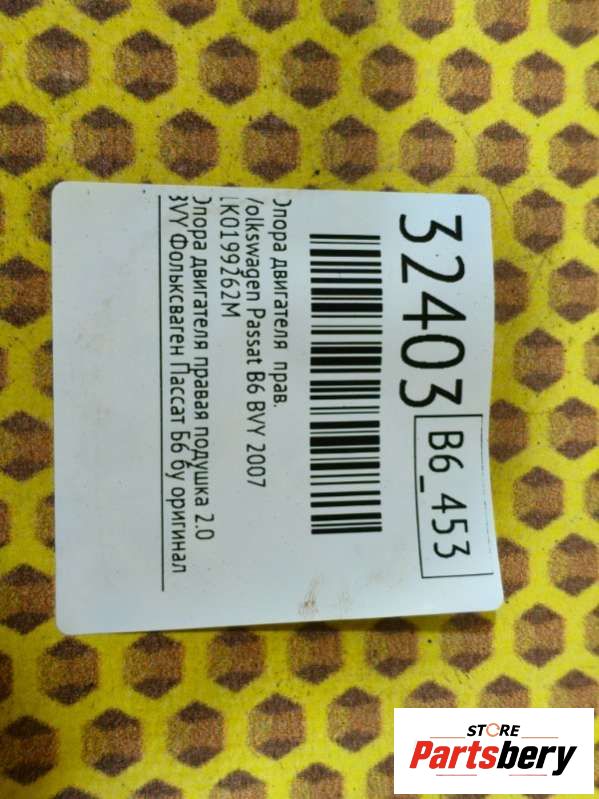 32403
B6_453
Опора двигателя прав.
Volkswagen Passat B6 BVY 2007
1K0199262M
Опора двигателя правая подушка 2.0
BVY Фольксваген Пассат Б6 бу оригинал
STORE
Partsbery